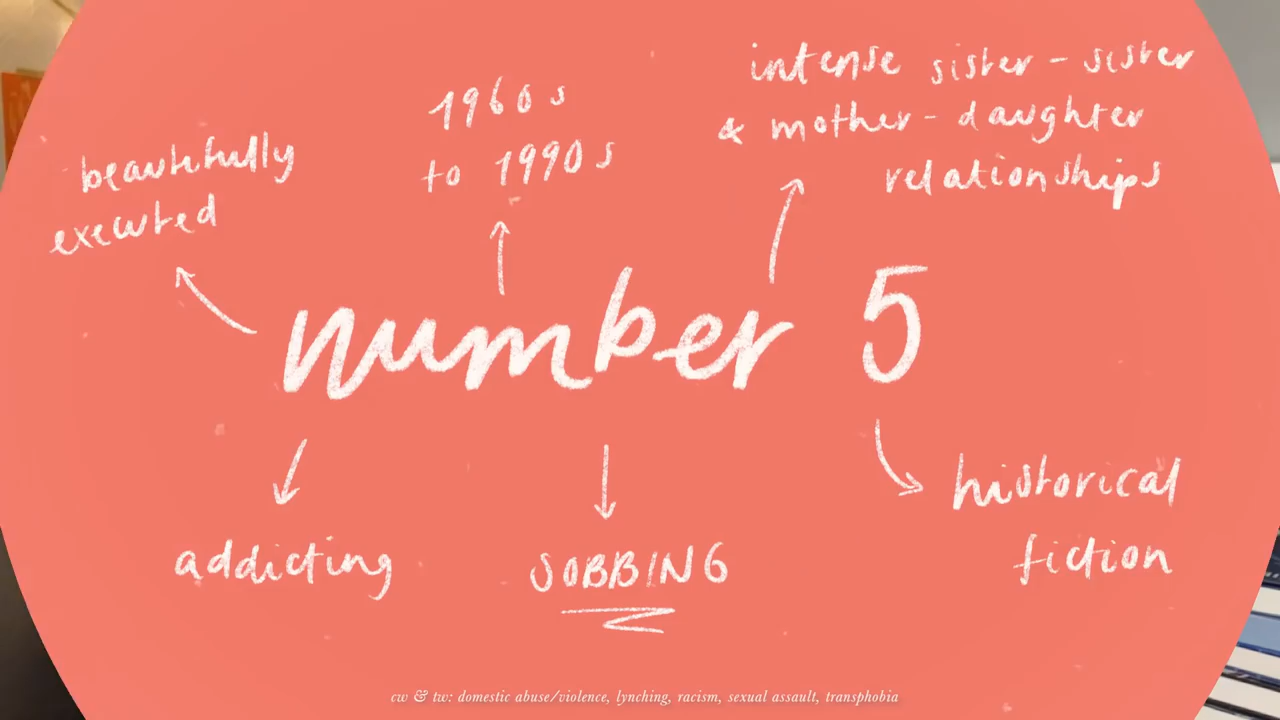 intense sister - sister
& mother - daughter
relationships
1960s
to 1990s
beautifully
executed
number 5
addicting
SOBBING
historical
fiction
cw & tw: domestic abuse/violence, lynching, racism, sexual assault, transphobia